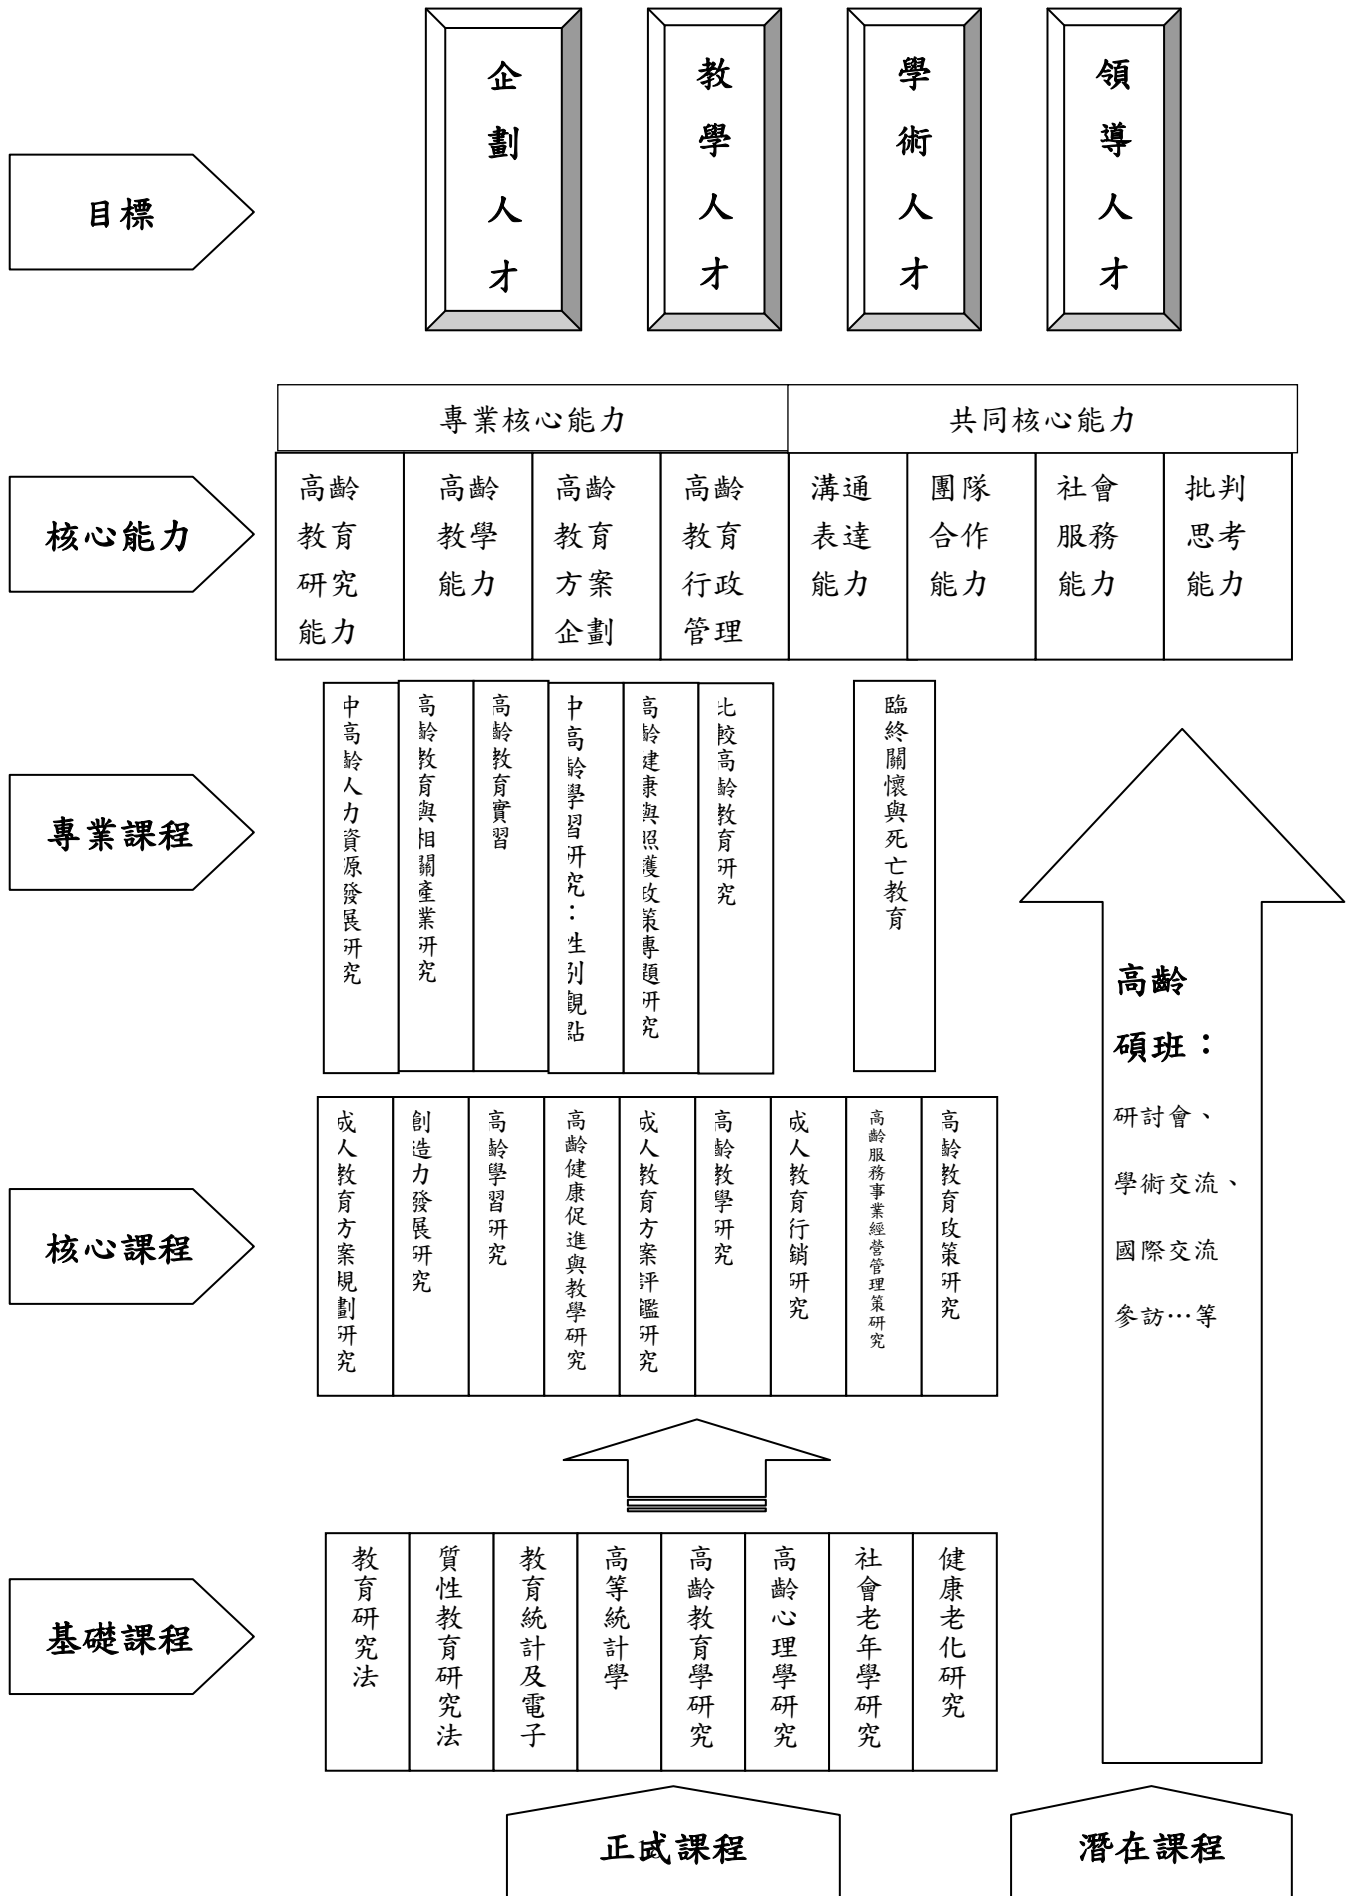 企劃人才
教學人才
學術人才
領導人才
目標
專業核心能力
共同核心能力
核心能力
高齡
教育
研究
能力
高齡
教學
能力
高齡
教育
方案
企劃
高齡
教育
行政
管理
溝通
表達
能力
團隊
合作
能力
社會
服務
能力
批判
思考
能力
專業課程
中高齡人力資源發展研究
高齡教育與相關產業研究
高齡教育實習
中高齡學習研究：性別觀點
高齡健康與照護政策專題研究
比較高齡教育研究
臨終關懷與死亡教育
高齡
碩班：
研討會、
學術交流、
國際交流
參訪…等
核心課程
成人教育方案規劃研究
創造力發展研究
高齡學習研究
高齡健康促進與教學研究
成人教育方案評鑑研究
高齡教學研究
成人教育行銷研究
高齡服務事業經營管理策研究
高齡教育政策研究
基礎課程
教育研究法
質性教育研究法
教育統計及電子
高等統計學
高齡教育學研究
高齡心理學研究
社會老年學研究
健康老化研究
正式課程
潛在課程